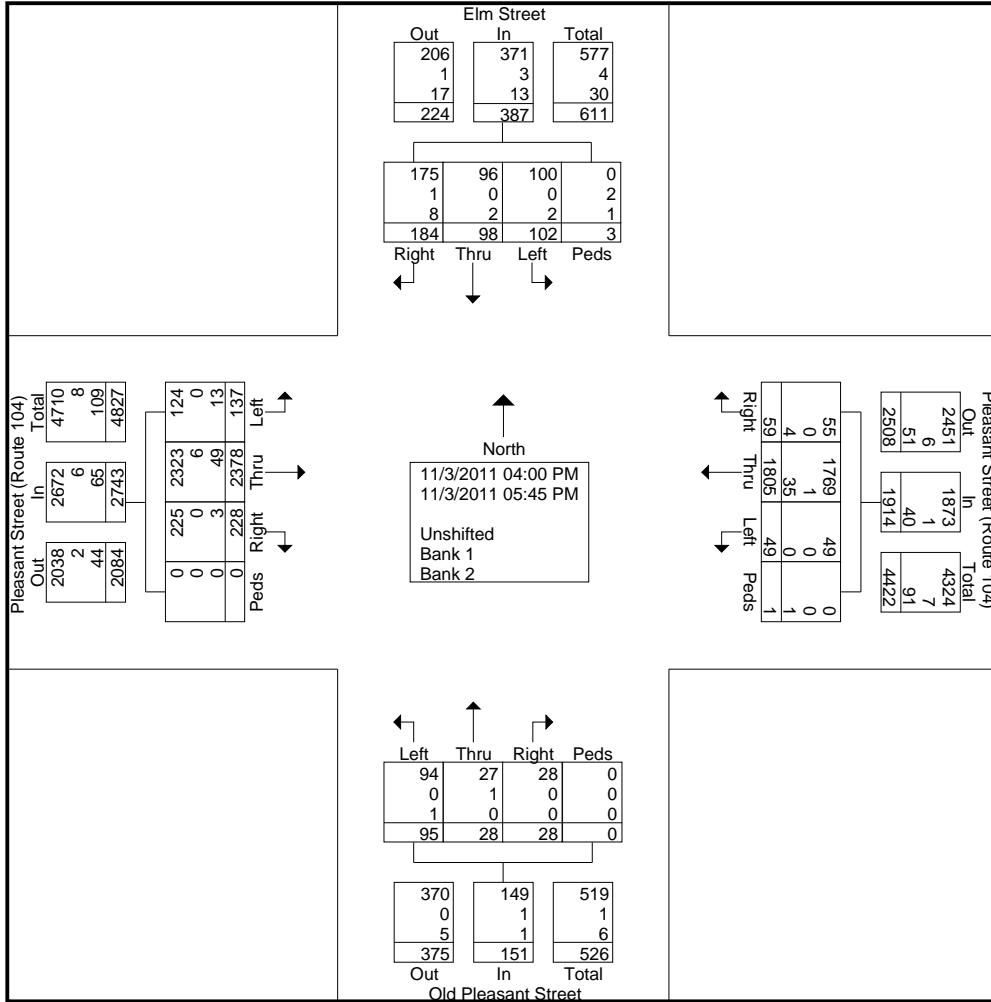 Elm Street
Out In Total
206 371 577
1 3 4
17 13 30
224 387 611
175 96 100 0
1 0 0 2
8 2 2 1
184 98 102 3
Right Thru Left Peds
Pleasant Street (Route 104)
Total In Out
4710 2672 2038
8 6 2
109 65 44
4827 2743 2084
124 2323 225 0
0 6 0 0
13 49 3 0
137 2378 228 0
Left Thru Right Peds
North
11/3/2011 04:00 PM
11/3/2011 05:45 PM
Unshifted
Bank 1
Bank 2
Right Thru Left Peds
55 1769 49 0
0 1 0 0
4 35 0 1
59 1805 49 1
Pleasant Street (Route 104)
Out In Total
2451 1873 4324
6 1 7
51 40 91
2508 1914 4422
Left Thru Right Peds
94 27 28 0
0 1 0 0
1 0 0 0
95 28 28 0
370 149 519
0 1 1
5 1 6
375 151 526
Out In Total
Old Pleasant Street